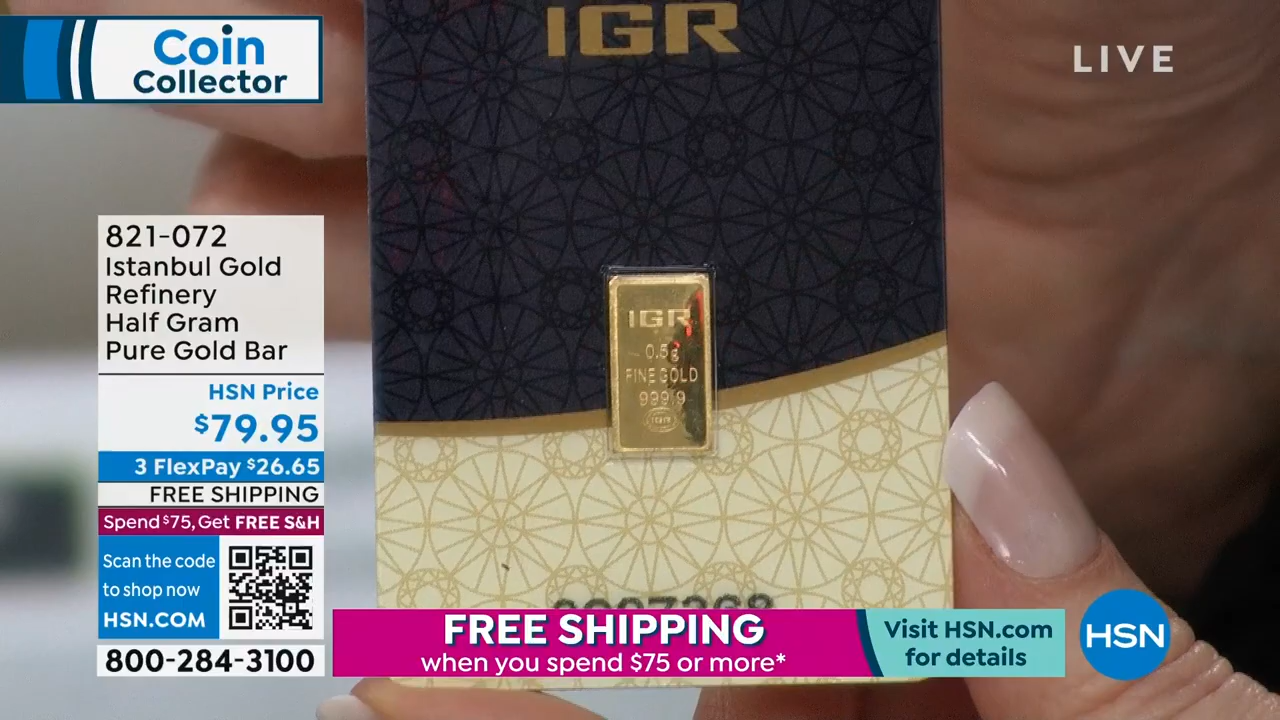 Coin
Collector
LIVE
IGR
IGR
0.5g
FINE GOLD
999.9
821-072
Istanbul Gold
Refinery
Half Gram
Pure Gold Bar
HSN Price
$79.95
3 FlexPay $26.65
FREE SHIPPING
Spend $75, Get FREE S&H
Scan the code
to shop now
HSN.COM
800-284-3100
FREE SHIPPING
when you spend $75 or more*
Visit HSN.com
for details
HSN